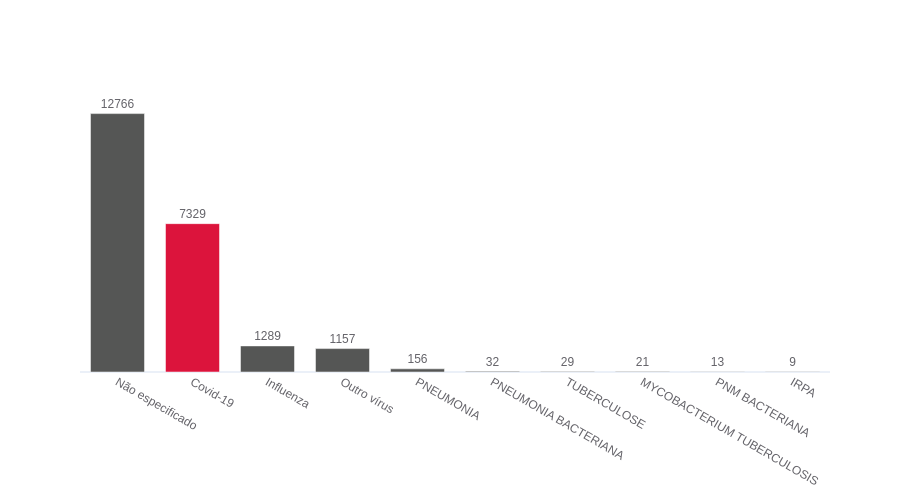 12766
7329
1289
1157
156
32
29
21
13
9
Não especificado
Covid-19
Influenza
Outro vírus
PNEUMONIA
PNEUMONIA BACTERIANA
TUBERCULOSE
MYCOBACTERIUM TUBERCULOSIS
PNM BACTERIANA
IRPA